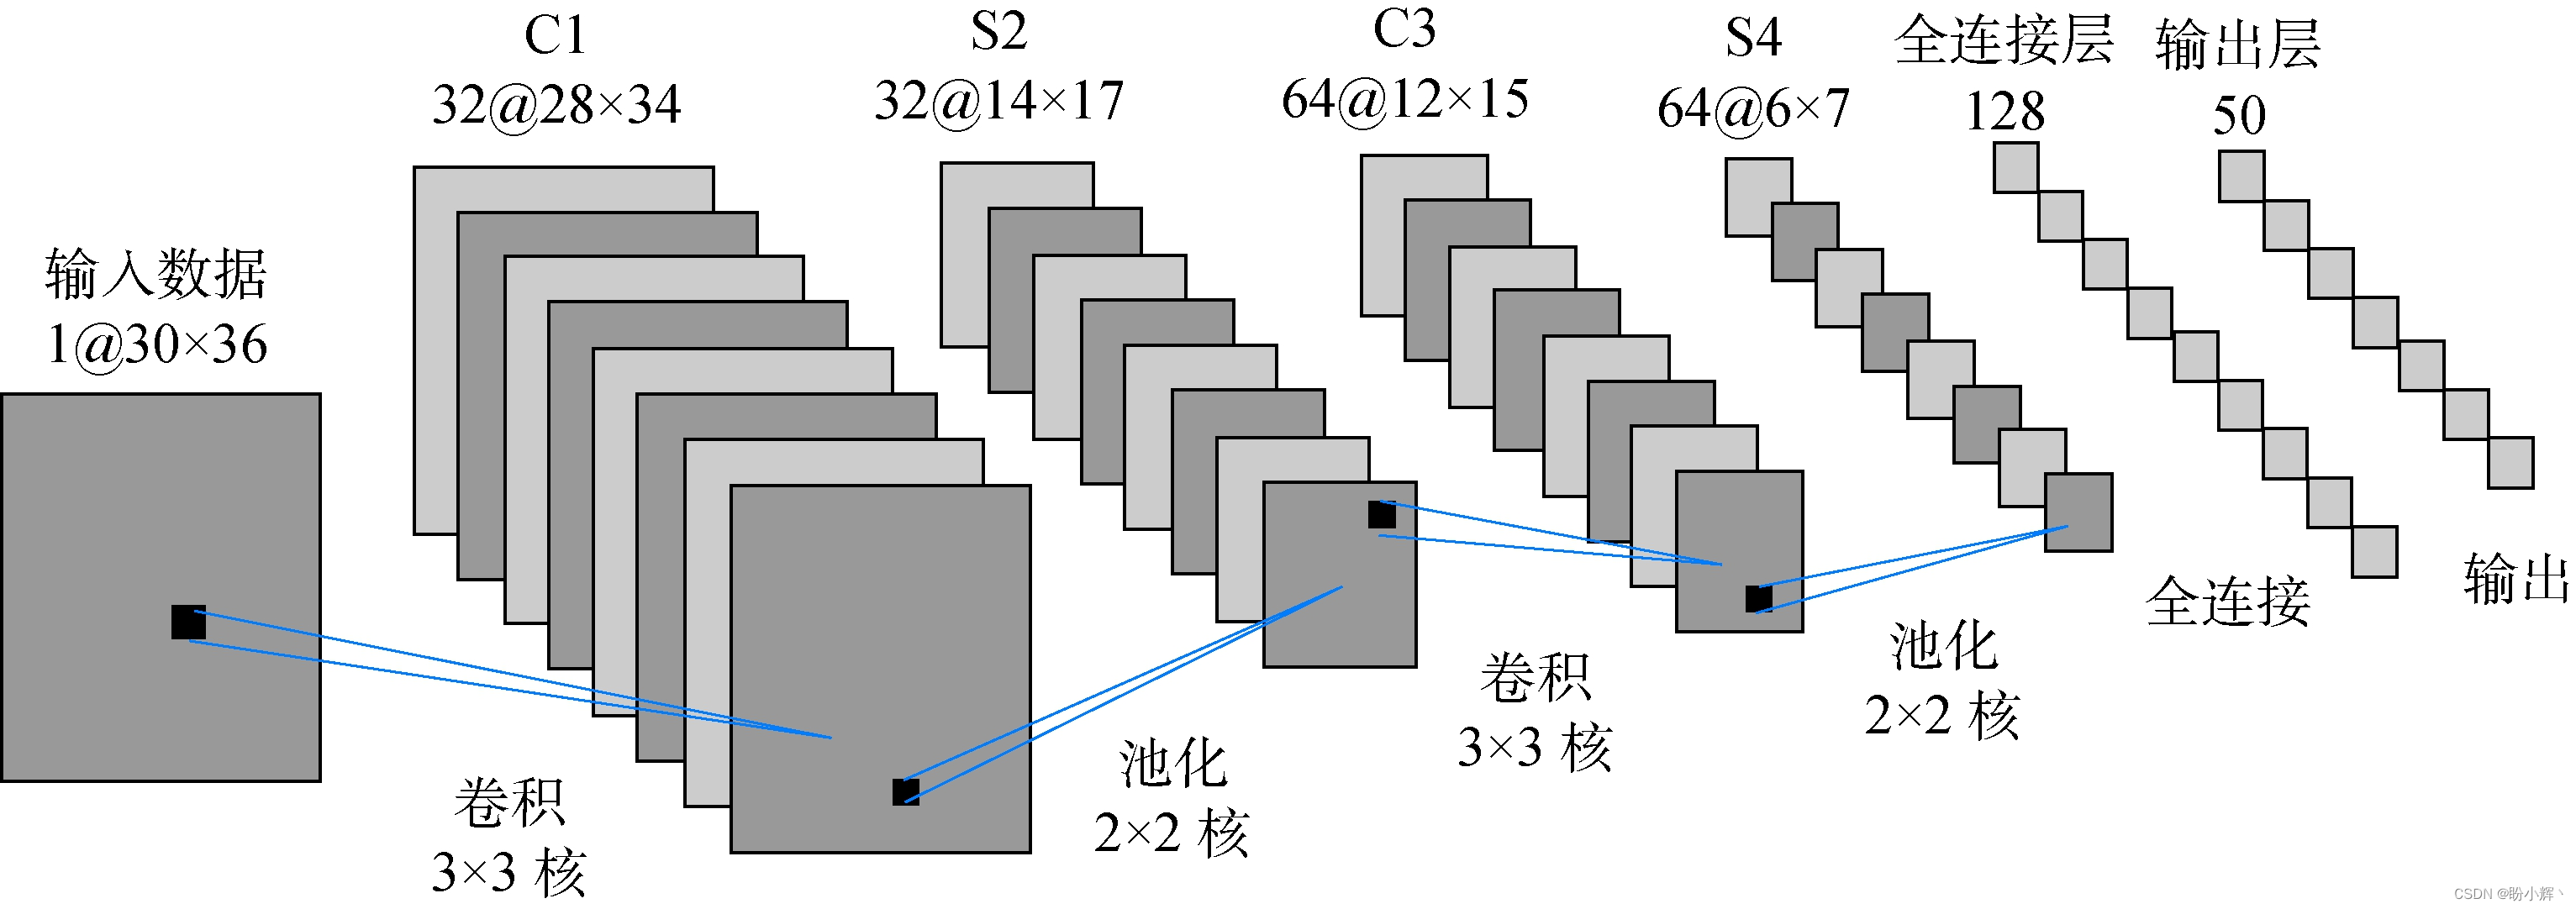 输入数据
1@30×36
C1
32@28×34
S2
32@14×17
C3
64@12×15
S4
64@6×7
全连接层
128
输出层
50
卷积
3×3 核
池化
2×2 核
卷积
3×3 核
池化
2×2 核
全连接
输出
CSDN @盼小辉丶